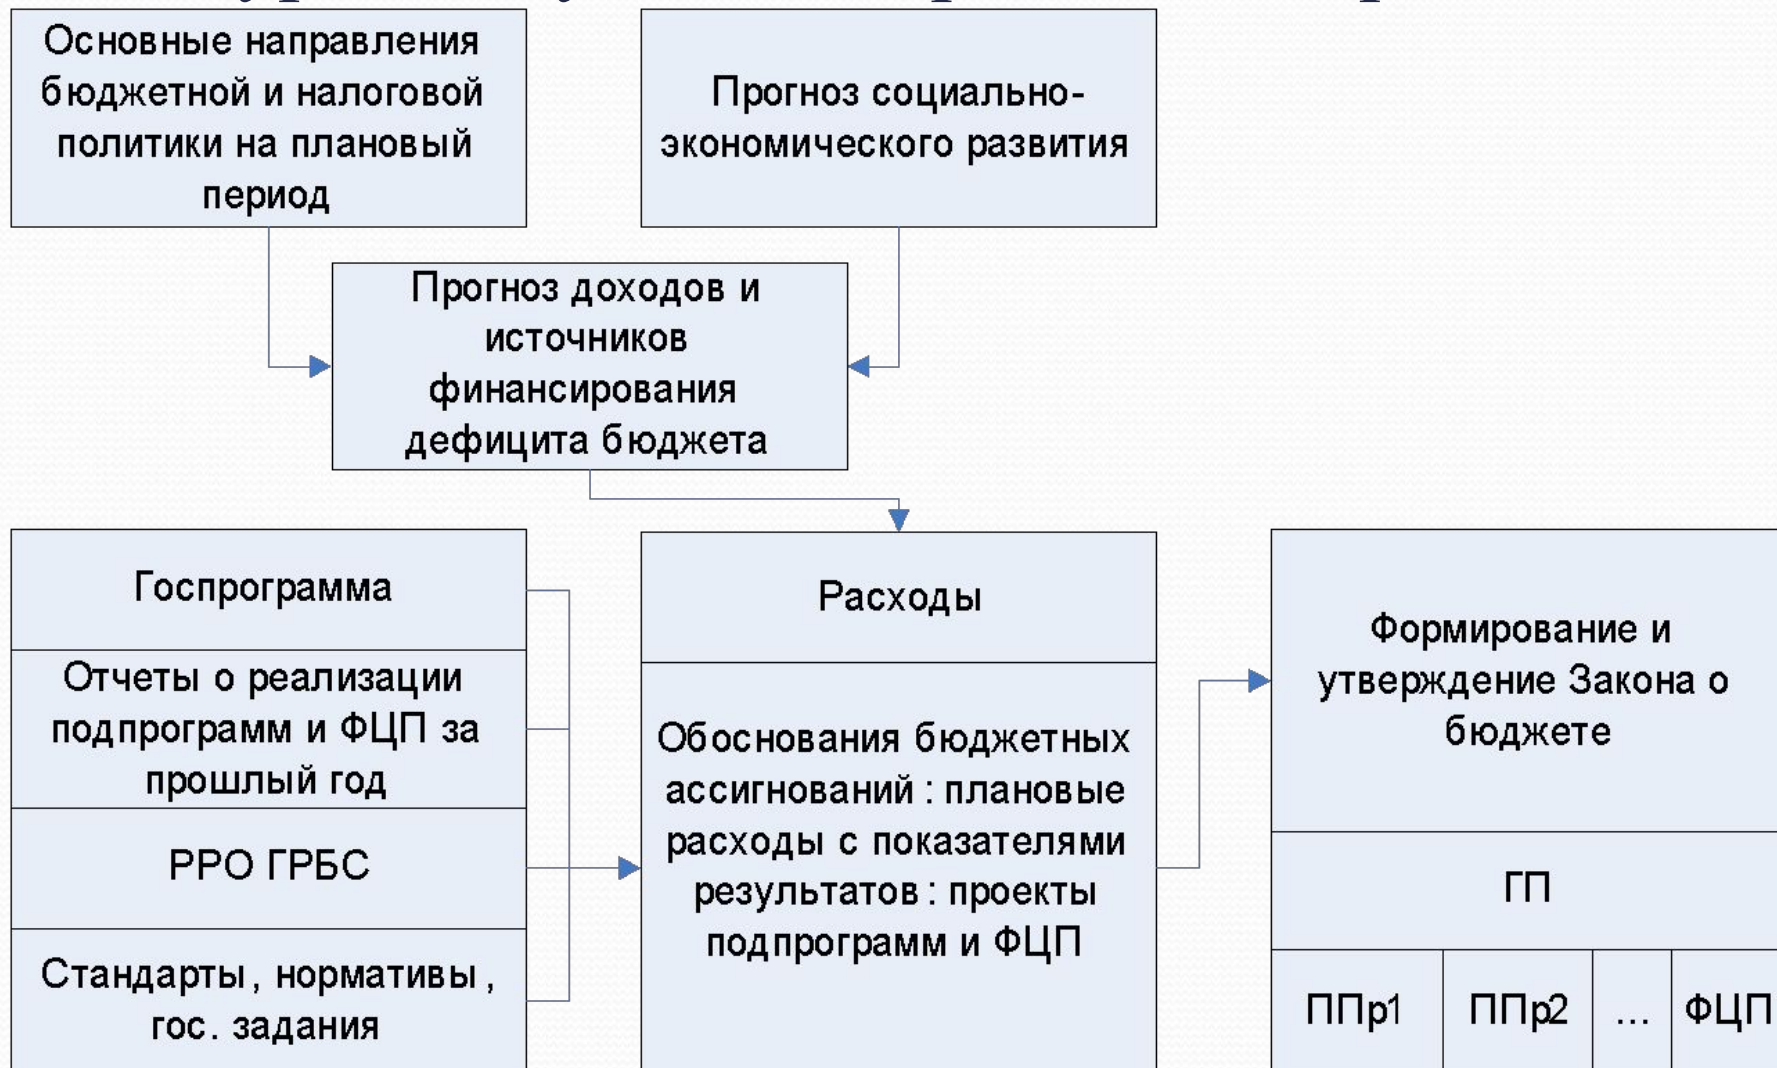 Основные направления
бюджетной и налоговой
политики на плановый
период
Прогноз социально-
экономического развития
Прогноз доходов и
источников
финансирования
дефицита бюджета
Госпрограмма
Отчеты о реализации
подпрограмм и ФЦП за
прошлый год
РРО ГРБС
Стандарты, нормативы,
гос. задания
Расходы
Обоснования бюджетных
ассигнований : плановые
расходы с показателями
результатов : проекты
подпрограмм и ФЦП
Формирование и
утверждение Закона о
бюджете
ГП
ППр1 ППр2 ... ФЦП